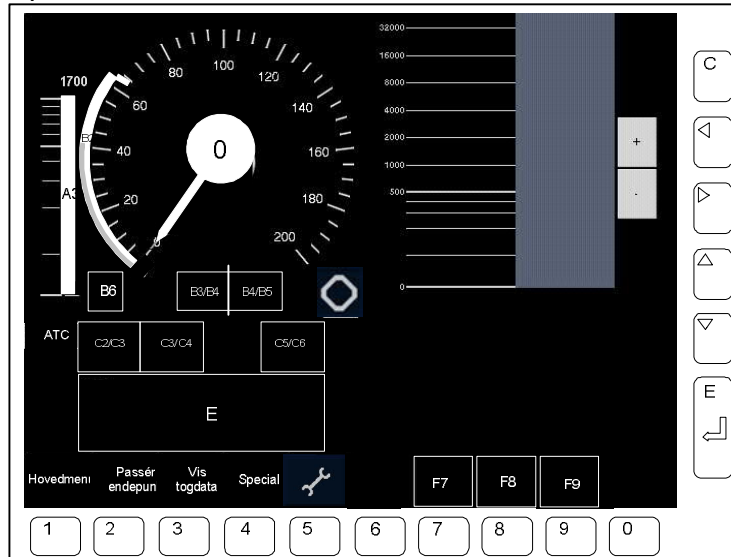 32000
16000
8000
4000
2000
1000
500
0
1700
0
20
40
60
80
100
120
140
160
180
200
0
A3
+
-
B6
B3/B4
B4/B5
ATC
C2/C3
C3/C4
C5/C6
E
Hovedmenu
Passér
endepun
Vis
togdata
Special
F7
F8
F9
C
E
1
2
3
4
5
6
7
8
9
0